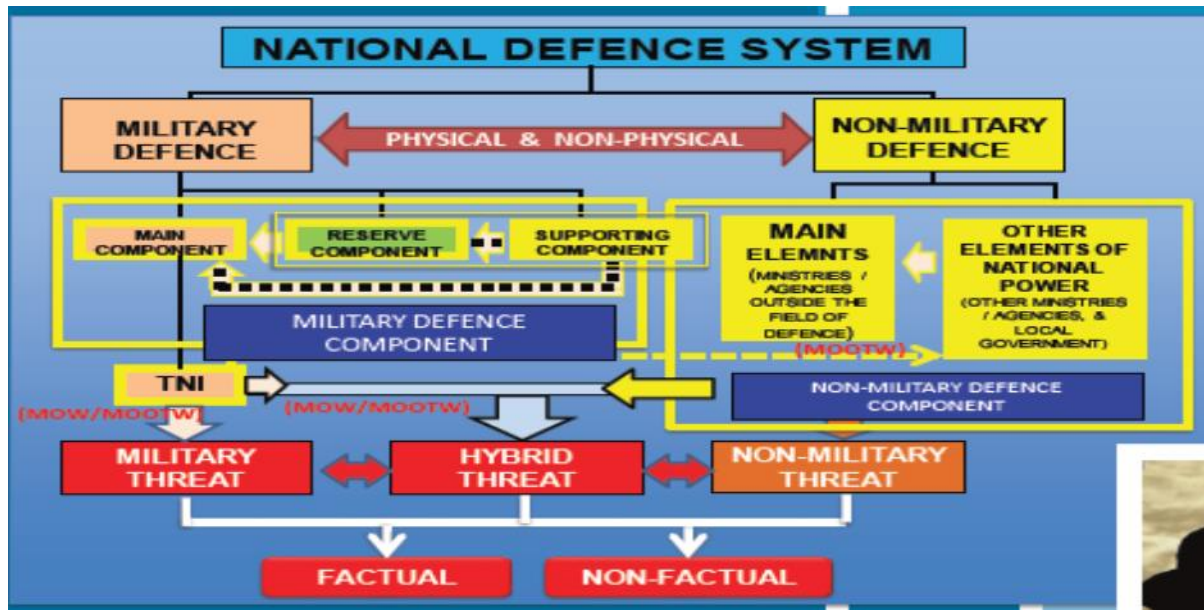 NATIONAL DEFENCE SYSTEM
MILITARY
DEFENCE
PHYSICAL & NON-PHYSICAL
NON-MILITARY
DEFENCE
MAIN
COMPONENT
RESERVE
COMPONENT
SUPPORTING
COMPONENT
MAIN
ELEMNTS
(MINISTRIES /
AGENCIES
OUTSIDE THE
FIELD OF
DEFENCE)
OTHER
ELEMENTS OF
NATIONAL
POWER
(OTHER MINISTRIES
/ AGENCIES, &
LOCAL
GOVERNMENT)
MILITARY DEFENCE
COMPONENT
(MOOTW)
NON-MILITARY DEFENCE
COMPONENT
TNI
(MOW/MOOTW)
(MOW/MOOTW)
MILITARY
THREAT
HYBRID
THREAT
NON-MILITARY
THREAT
FACTUAL
NON-FACTUAL